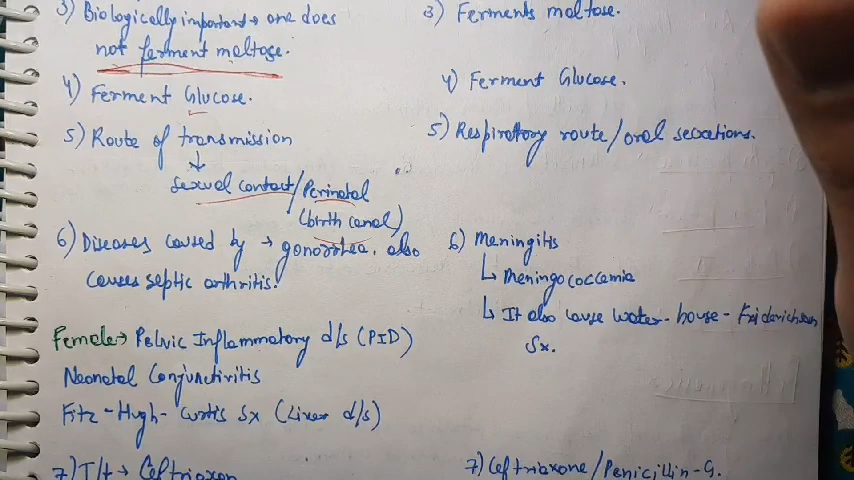 3) Biologically important → one does
not ferment maltose.
4) Ferment Glucose.
5) Route of transmission
↓
sexual contact/Perinatal
(birth canal)
6) Diseases caused by → gonorrhea. also
causes septic arthritis.
Female → Pelvic Inflammatory d/s (PID)
Neonatal Conjunctivitis
Fitz-Hugh-Curtis Sx (Liver d/s)
7) T/t → Ceftriaxon
3) Ferments maltose.
4) Ferment Glucose.
5) Respiratory route/oral secretions.
6) Meningitis
↳ Meningococcemia
↳ It also cause water-house-Fridarichsen
Sx.
7) Ceftriaxone/Penicillin-G.